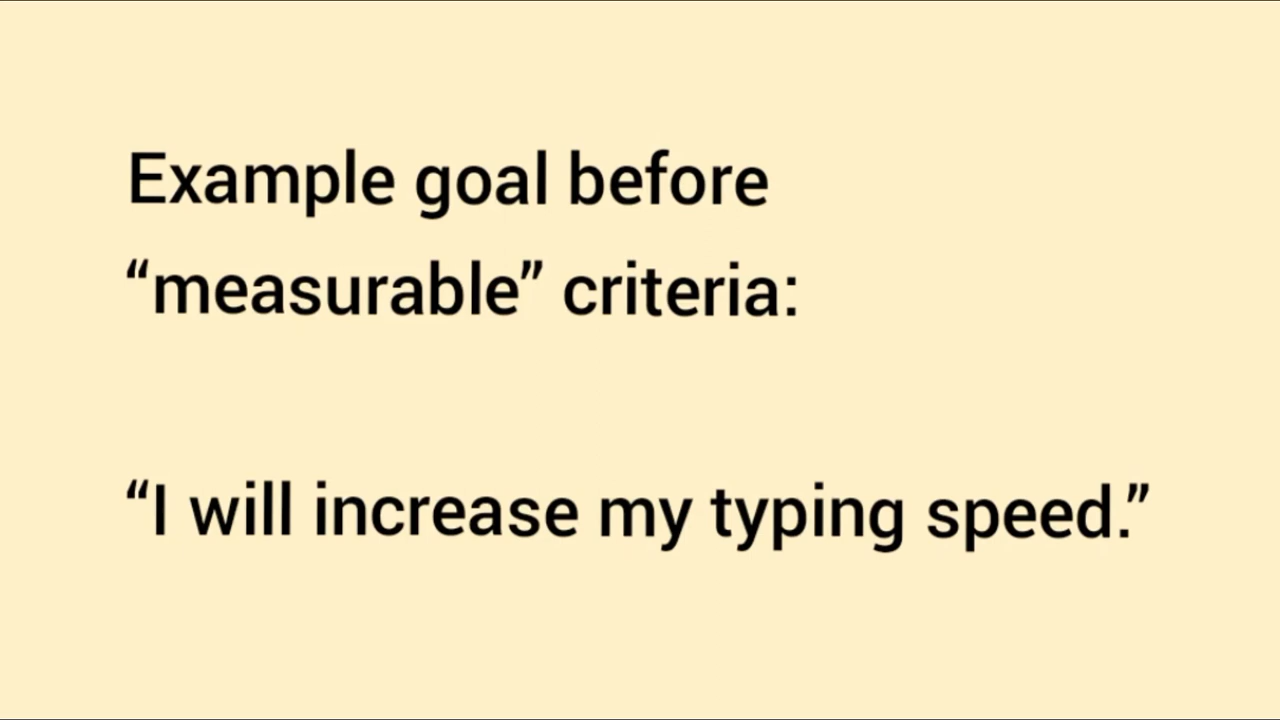 Example goal before
“measurable” criteria:
“I will increase my typing speed.”